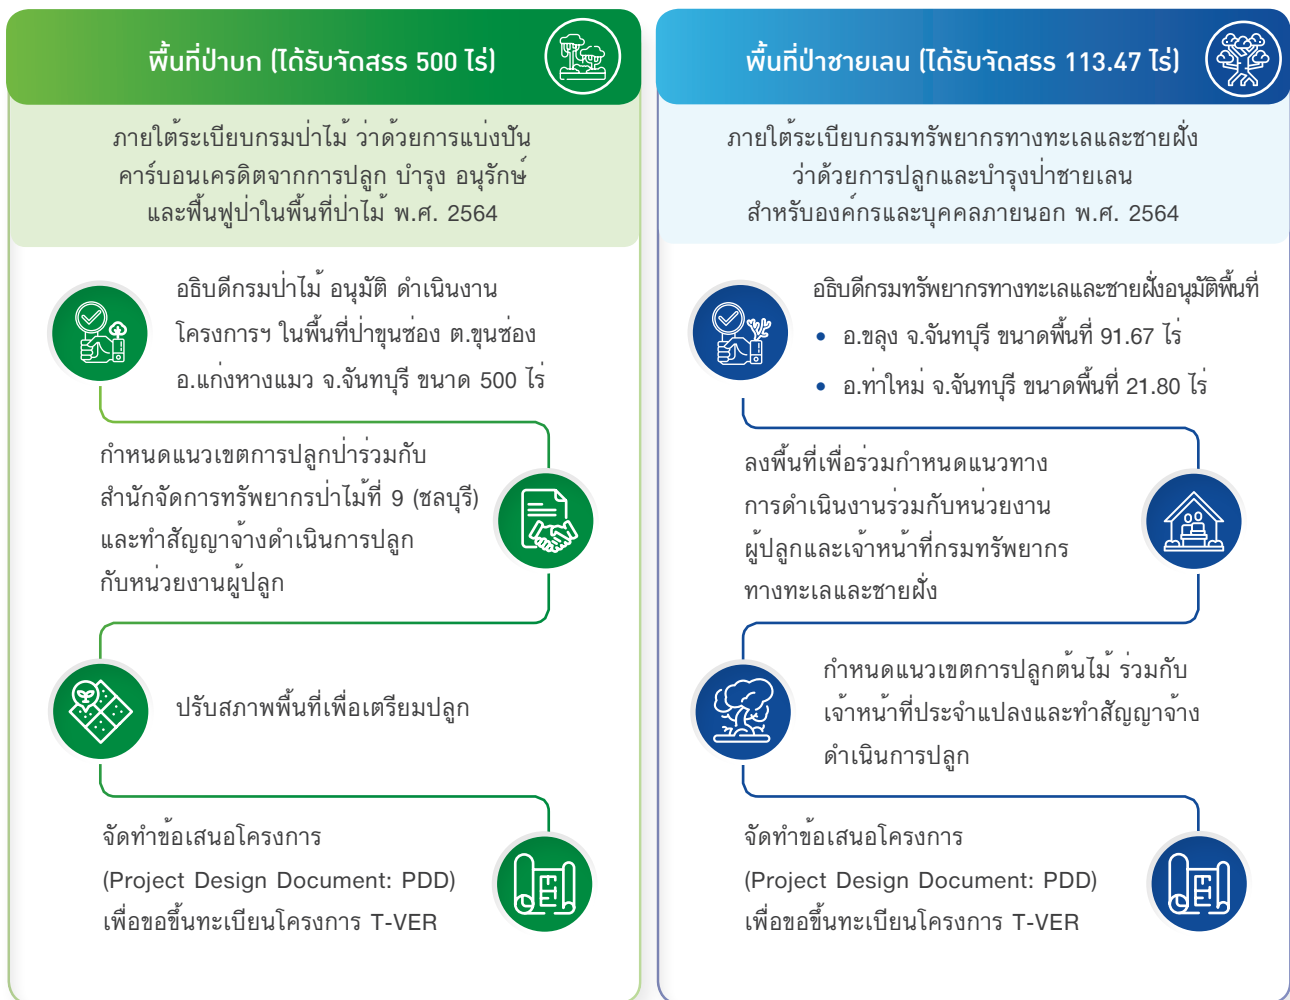 พื้นที่ป่าบก (ได้รับจัดสรร 500 ไร่)
ภายใต้ระเบียบกรมป่าไม้ ว่าด้วยการแบ่งปัน
คาร์บอนเครดิตจากการปลูก บำรุง อนุรักษ์
และฟื้นฟูป่าในพื้นที่ป่าไม้ พ.ศ. 2564
อธิบดีกรมป่าไม้ อนุมัติ ดำเนินงาน
โครงการฯ ในพื้นที่ป่าขุนซ่อง ต.ขุนซ่อง
อ.แก่งหางแมว จ.จันทบุรี ขนาด 500 ไร่
กำหนดแนวเขตการปลูกป่าร่วมกับ
สำนักจัดการทรัพยากรป่าไม้ที่ 9 (ชลบุรี)
และทำสัญญาจ้างดำเนินการปลูก
กับหน่วยงานผู้ปลูก
ปรับสภาพพื้นที่เพื่อเตรียมปลูก
จัดทำข้อเสนอโครงการ
(Project Design Document: PDD)
เพื่อขอขึ้นทะเบียนโครงการ T-VER
พื้นที่ป่าชายเลน (ได้รับจัดสรร 113.47 ไร่)
ภายใต้ระเบียบกรมทรัพยากรทางทะเลและชายฝั่ง
ว่าด้วยการปลูกและบำรุงป่าชายเลน
สำหรับองค์กรและบุคคลภายนอก พ.ศ. 2564
อธิบดีกรมทรัพยากรทางทะเลและชายฝั่งอนุมัติพื้นที่
• อ.ขลุง จ.จันทบุรี ขนาดพื้นที่ 91.67 ไร่
• อ.ท่าใหม่ จ.จันทบุรี ขนาดพื้นที่ 21.80 ไร่
ลงพื้นที่เพื่อร่วมกำหนดแนวทาง
การดำเนินงานร่วมกับหน่วยงาน
ผู้ปลูกและเจ้าหน้าที่กรมทรัพยากร
ทางทะเลและชายฝั่ง
กำหนดแนวเขตการปลูกต้นไม้ ร่วมกับ
เจ้าหน้าที่ประจำแปลงและทำสัญญาจ้าง
ดำเนินการปลูก
จัดทำข้อเสนอโครงการ
(Project Design Document: PDD)
เพื่อขอขึ้นทะเบียนโครงการ T-VER